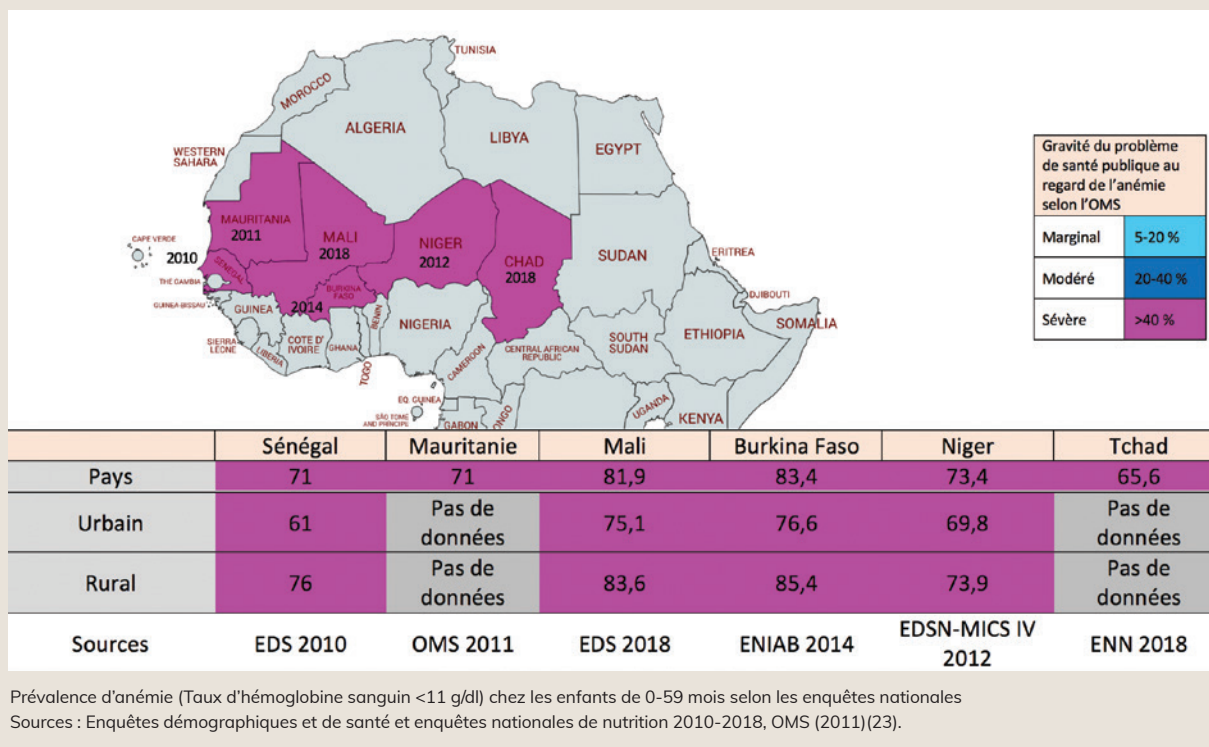 TUNISIA
MOROCCO
ALGERIA
LIBYA
EGYPT
WESTERN
SAHARA
Gravité du problème
de santé publique au
regard de l'anémie
selon l'OMS
Marginal 5-20 %
Modéré 20-40 %
Sévère >40 %
MAURITANIA
2011
MALI
2018
NIGER
2012
CHAD
2018
SUDAN
ERITREA
CAPE VERDE
2010
SENEGAL
THE GAMBIA
GUINEA-BISSAU
GUINEA
2014
BURKINA
FASO
BENIN
NIGERIA
DJIBOUTI
SOMALIA
ETHIOPIA
SIERRA
LEONE
LIBERIA
COTE D'
IVOIRE
GHANA
TOGO
CAMEROON
CENTRAL AFRICAN
REPUBLIC
SOUTH
SUDAN
EQ. GUINEA
SÃO TOME
AND PRINCIPE
GABON
ONGO
UGANDA
KENYA
Sénégal Mauritanie Mali Burkina Faso Niger Tchad
Pays 71 71 81,9 83,4 73,4 65,6
Urbain 61 Pas de données 75,1 76,6 69,8 Pas de données
Rural 76 Pas de données 83,6 85,4 73,9 Pas de données
Sources EDS 2010 OMS 2011 EDS 2018 ENIAB 2014 EDSN-MICS IV 2012 ENN 2018
Prévalence d'anémie (Taux d'hémoglobine sanguin <11 g/dl) chez les enfants de 0-59 mois selon les enquêtes nationales
Sources : Enquêtes démographiques et de santé et enquêtes nationales de nutrition 2010-2018, OMS (2011)(23).